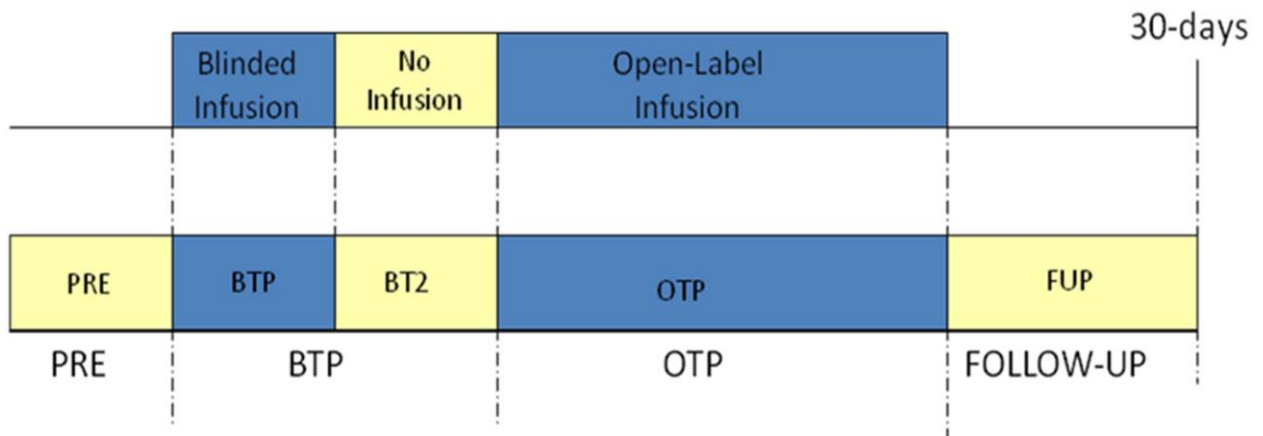 30-days
Blinded
Infusion
No
Infusion
Open-Label
Infusion
PRE
BTP
BT2
OTP
FUP
PRE
BTP
OTP
FOLLOW-UP